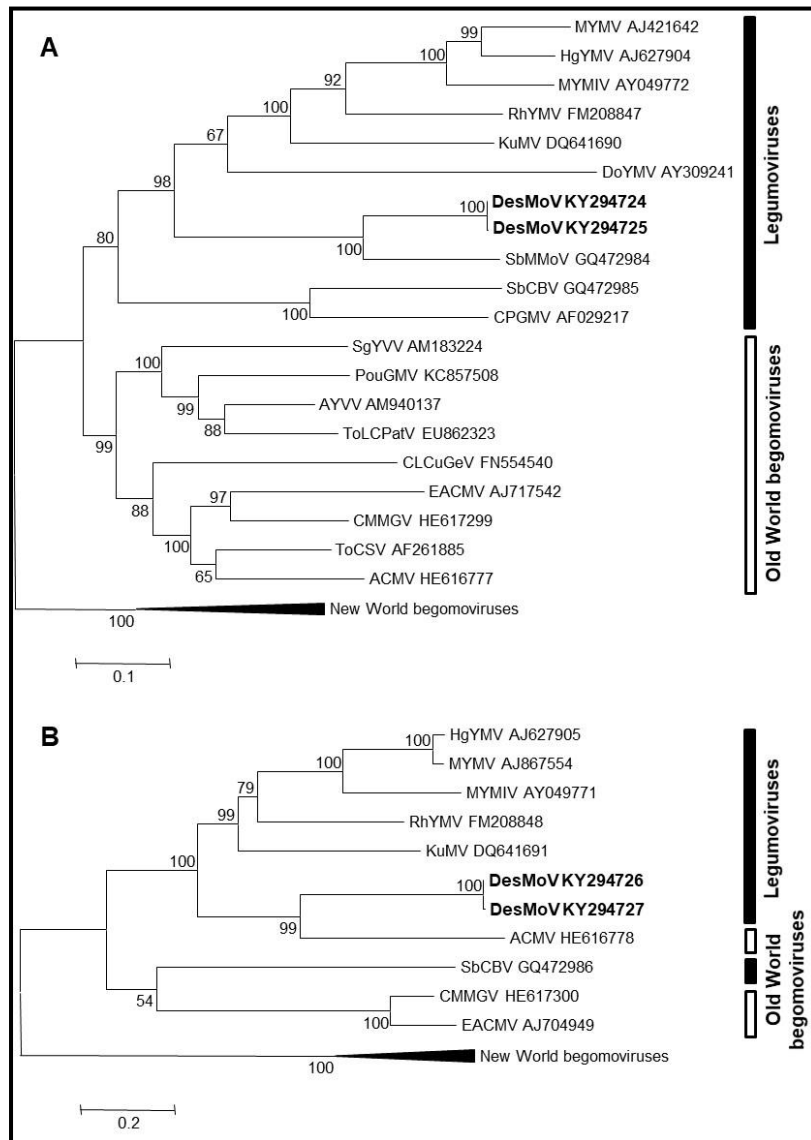 A
99
MYMV AJ421642
HgYMV AJ627904
100
MYMIV AY049772
92
RhYMV FM208847
100
KuMV DQ641690
67
DoYMV AY309241
98
100
DesMoV KY294724
DesMoV KY294725
100
SbMMoV GQ472984
80
SbCBV GQ472985
100
CPGMV AF029217
Legumoviruses
100
SgYVV AM183224
PouGMV KC857508
99
AYVV AM940137
88
ToLCPatV EU862323
99
CLCuGeV FN554540
88
97
EACMV AJ717542
CMMGV HE617299
100
ToCSV AF261885
65
ACMV HE616777
Old World begomoviruses
100
New World begomoviruses
0.1
B
100
HgYMV AJ627905
MYMV AJ867554
100
MYMIV AY049771
79
RhYMV FM208848
99
KuMV DQ641691
100
100
DesMoV KY294726
DesMoV KY294727
99
ACMV HE616778
SbCBV GQ472986
54
CMMGV HE617300
100
EACMV AJ704949
Legumoviruses
Old World
begomoviruses
100
New World begomoviruses
0.2